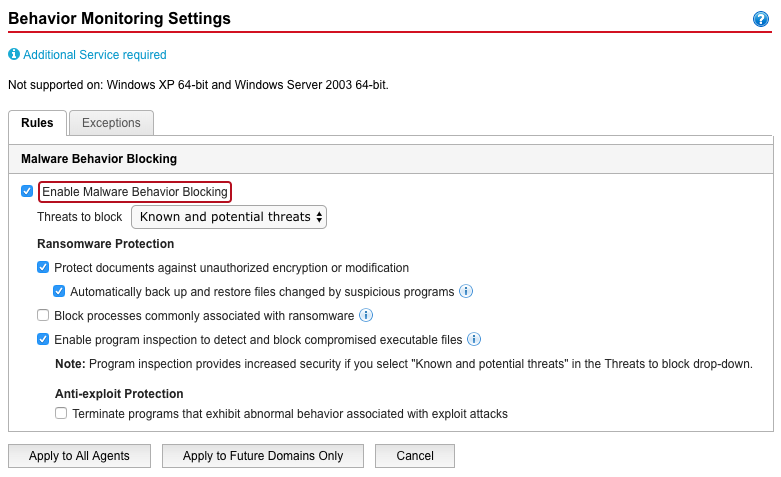 Behavior Monitoring Settings
Additional Service required
Not supported on: Windows XP 64-bit and Windows Server 2003 64-bit.
Rules Exceptions
Malware Behavior Blocking
Enable Malware Behavior Blocking
Threats to block Known and potential threats
Ransomware Protection
Protect documents against unauthorized encryption or modification
Automatically back up and restore files changed by suspicious programs
Block processes commonly associated with ransomware
Enable program inspection to detect and block compromised executable files
Note: Program inspection provides increased security if you select "Known and potential threats" in the Threats to block drop-down.
Anti-exploit Protection
Terminate programs that exhibit abnormal behavior associated with exploit attacks
Apply to All Agents Apply to Future Domains Only Cancel